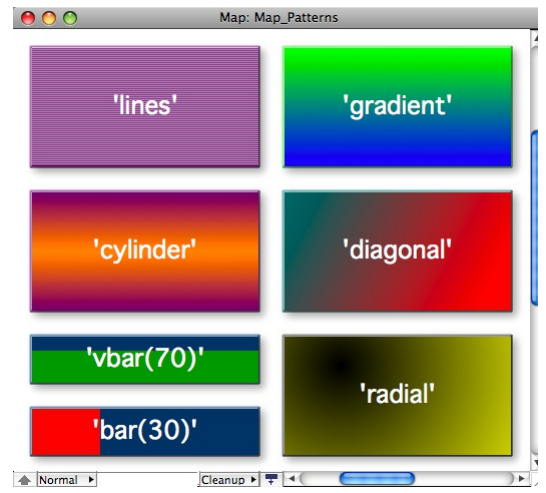 Map: Map_Patterns
'lines'
'gradient'
'cylinder'
'diagonal'
'vbar(70)'
'bar(30)'
'radial'
Normal
Cleanup